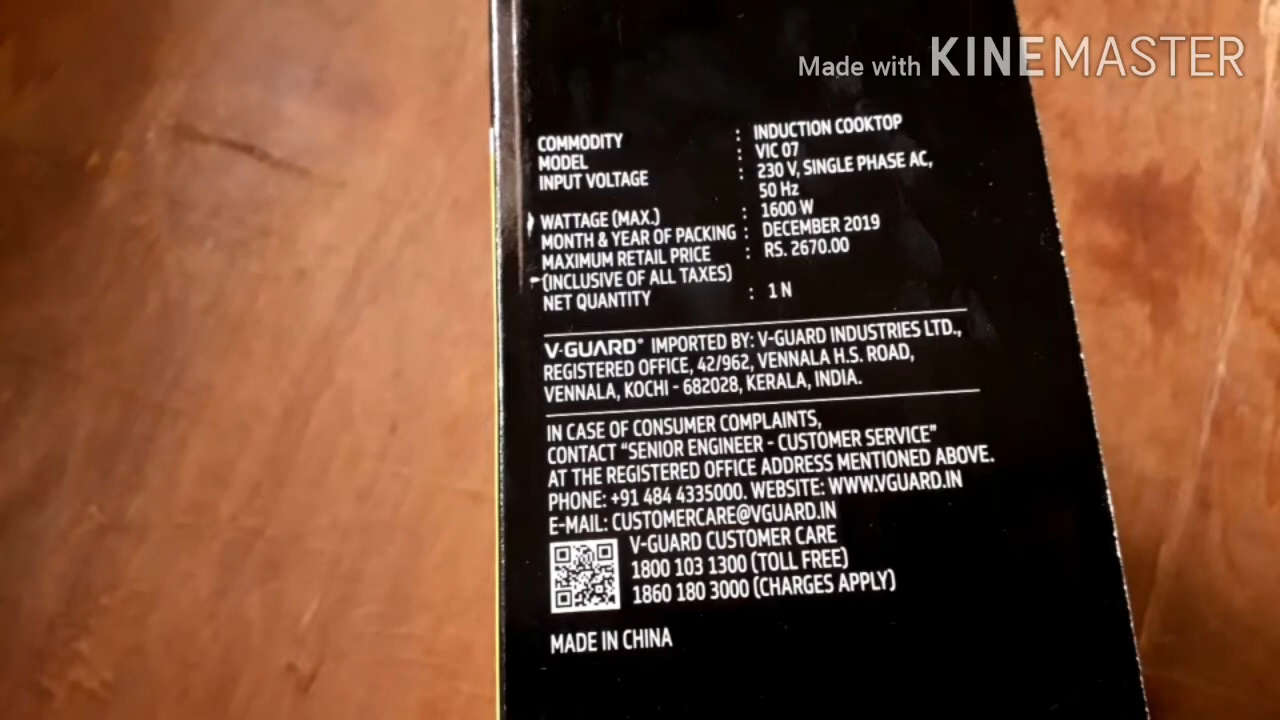 Made with KINEMASTER
COMMODITY : INDUCTION COOKTOP
MODEL : VIC 07
INPUT VOLTAGE : 230 V, SINGLE PHASE AC,
50 Hz
WATTAGE (MAX.) : 1600 W
MONTH & YEAR OF PACKING : DECEMBER 2019
MAXIMUM RETAIL PRICE : RS. 2670.00
(INCLUSIVE OF ALL TAXES)
NET QUANTITY : 1 N
V-GUARD® IMPORTED BY: V-GUARD INDUSTRIES LTD.,
REGISTERED OFFICE, 42/962, VENNALA H.S. ROAD,
VENNALA, KOCHI - 682028, KERALA, INDIA.
IN CASE OF CONSUMER COMPLAINTS,
CONTACT “SENIOR ENGINEER - CUSTOMER SERVICE”
AT THE REGISTERED OFFICE ADDRESS MENTIONED ABOVE.
PHONE: +91 484 4335000. WEBSITE: WWW.VGUARD.IN
E-MAIL: CUSTOMERCARE@VGUARD.IN
V-GUARD CUSTOMER CARE
1800 103 1300 (TOLL FREE)
1860 180 3000 (CHARGES APPLY)
MADE IN CHINA